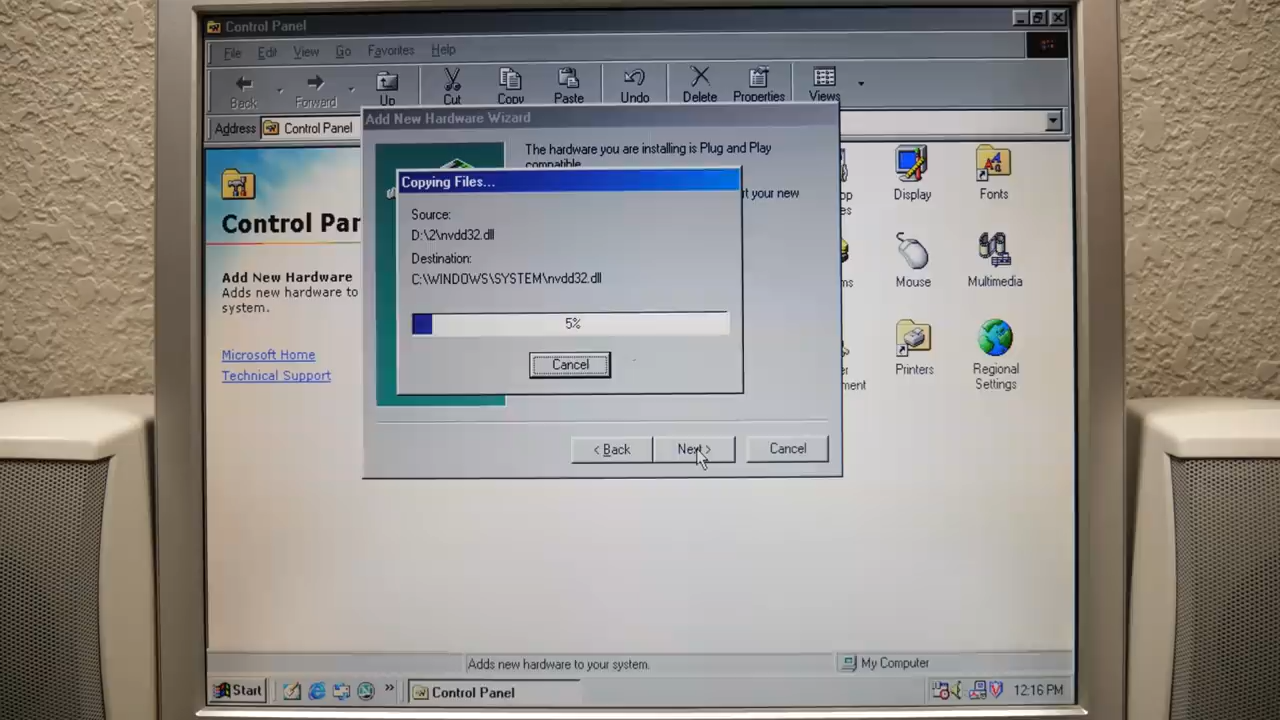 Control Panel
File Edit View Go Favorites Help
Back Forward Up Cut Copy Paste Undo Delete Properties Views
Address Control Panel
Add New Hardware Wizard
The hardware you are installing is Plug and Play
compatible.
your new
Copying Files...
Source:
D:\2\nvdd32.dll
Destination:
C:\WINDOWS\SYSTEM\nvdd32.dll
5%
Cancel
< Back Next > Cancel
Control Par
Add New Hardware
Adds new hardware to
system.
Microsoft Home
Technical Support
Display Fonts
Mouse Multimedia
Printers Regional
Settings
Adds new hardware to your system. My Computer
Start » Control Panel 12:16 PM